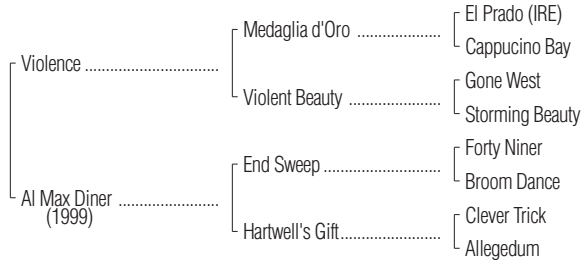 El Prado (IRE)
Medaglia d'Oro ....................
Cappucino Bay
Violence ................................
Gone West
Violent Beauty ......................
Storming Beauty
Forty Niner
End Sweep ............................
Broom Dance
Al Max Diner ........................
(1999)
Clever Trick
Hartwell's Gift........................
Allegedum